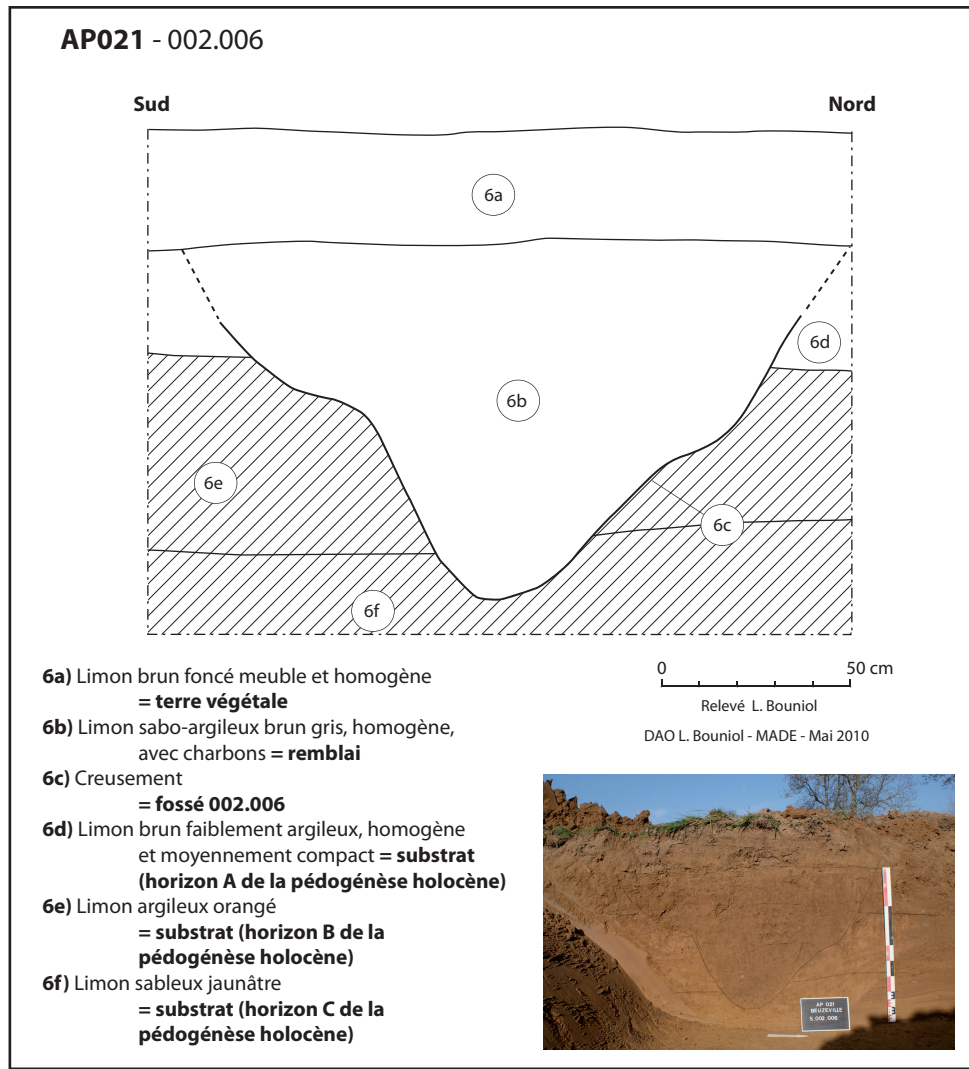 AP021 - 002.006
Sud
Nord
6a
6d
6b
6e
6c
6f
6a) Limon brun foncé meuble et homogène
= terre végétale
6b) Limon sabo-argileux brun gris, homogène,
avec charbons = remblai
6c) Creusement
= fossé 002.006
6d) Limon brun faiblement argileux, homogène
et moyennement compact = substrat
(horizon A de la pédogénèse holocène)
6e) Limon argileux orangé
= substrat (horizon B de la
pédogénèse holocène)
6f) Limon sableux jaunâtre
= substrat (horizon C de la
pédogénèse holocène)
0 50 cm
Relevé L. Bouniol
DAO L. Bouniol - MADE - Mai 2010
AP 021
BEUZEVILLE
S.002.006